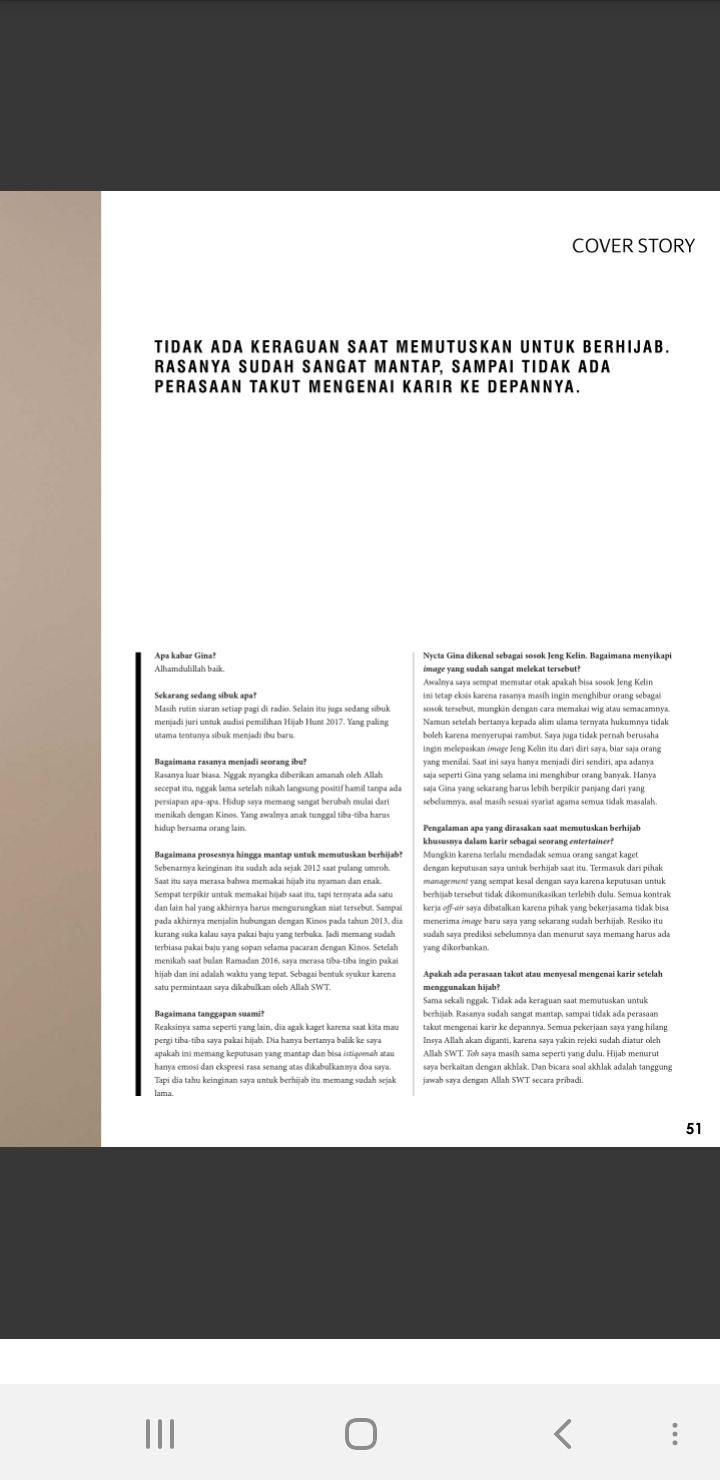 COVER STORY
TIDAK ADA KERAGUAN SAAT MEMUTUSKAN UNTUK BERHIJAB.
RASANYA SUDAH SANGAT MANTAP, SAMPAI TIDAK ADA
PERASAAN TAKUT MENGENAI KARIR KE DEPANNYA.
Apa kabar Gina?
Alhamdulillah baik.
Sekarang sedang sibuk apa?
Masih rutin siaran setiap pagi di radio. Selain itu juga sedang sibuk
menjadi juri untuk audisi pemilihan Hijab Hunt 2017. Yang paling
utama tentunya sibuk menjadi ibu baru.
Bagaimana rasanya menjadi seorang ibu?
Rasanya luar biasa. Nggak nyangka diberikan amanah oleh Allah
secepat itu, nggak lama setelah nikah langsung positif hamil tanpa ada
persiapan apa-apa. Hidup saya memang sangat berubah mulai dari
menikah dengan Kinos. Yang awalnya anak tunggal tiba-tiba harus
hidup bersama orang lain.
Bagaimana prosesnya hingga mantap untuk memutuskan berhijab?
Sebenarnya keinginan itu sudah ada sejak 2012 saat pulang umroh.
Saat itu saya merasa bahwa memakai hijab itu nyaman dan enak.
Sempat terpikir untuk memakai hijab saat itu, tapi ternyata ada satu
dan lain hal yang akhirnya harus mengurungkan niat tersebut. Sampai
pada akhirnya menjalin hubungan dengan Kinos pada tahun 2013, dia
kurang suka kalau saya pakai baju yang terbuka. Jadi memang sudah
terbiasa pakai baju yang sopan selama pacaran dengan Kinos. Setelah
menikah saat bulan Ramadan 2016, saya merasa tiba-tiba ingin pakai
hijab dan ini adalah waktu yang tepat. Sebagai bentuk syukur karena
satu permintaan saya dikabulkan oleh Allah SWT.
Bagaimana tanggapan suami?
Reaksinya sama seperti yang lain, dia agak kaget karena saat kita mau
pergi tiba-tiba saya pakai hijab. Dia hanya bertanya balik ke saya
apakah ini memang keputusan yang mantap dan bisa istiqomah atau
hanya emosi dan ekspresi rasa senang atas dikabulkannya doa saya.
Tapi dia tahu keinginan saya untuk berhijab itu memang sudah sejak
lama.
Nycta Gina dikenal sebagai sosok Jeng Kelin. Bagaimana menyikapi
image yang sudah sangat melekat tersebut?
Awalnya saya sempat memutar otak apakah bisa sosok Jeng Kelin
ini tetap eksis karena rasanya masih ingin menghibur orang sebagai
sosok tersebut, mungkin dengan cara memakai wig atau semacamnya.
Namun setelah bertanya kepada alim ulama ternyata hukumnya tidak
boleh karena menyerupai rambut. Saya juga tidak pernah berusaha
ingin melepaskan image Jeng Kelin itu dari diri saya, biar saja orang
yang menilai. Saat ini saya hanya menjadi diri sendiri, apa adanya
saja seperti Gina yang selama ini menghibur orang banyak. Hanya
saja Gina yang sekarang harus lebih berpikir panjang dari yang
sebelumnya, asal masih sesuai syariat agama semua tidak masalah.
Pengalaman apa yang dirasakan saat memutuskan berhijab
khususnya dalam karir sebagai seorang entertainer?
Mungkin karena terlalu mendadak semua orang sangat kaget
dengan keputusan saya untuk berhijab saat itu. Termasuk dari pihak
management yang sempat kesal dengan saya karena keputusan untuk
berhijab tersebut tidak dikomunikasikan terlebih dulu. Semua kontrak
kerja off-air saya dibatalkan karena pihak yang bekerjasama tidak bisa
menerima image baru saya yang sekarang sudah berhijab. Resiko itu
sudah saya prediksi sebelumnya dan menurut saya memang harus ada
yang dikorbankan.
Apakah ada perasaan takut atau menyesal mengenai karir setelah
menggunakan hijab?
Sama sekali nggak. Tidak ada keraguan saat memutuskan untuk
berhijab. Rasanya sudah sangat mantap, sampai tidak ada perasaan
takut mengenai karir ke depannya. Semua pekerjaan saya yang hilang
Insya Allah akan diganti, karena saya yakin rejeki sudah diatur oleh
Allah SWT. Toh saya masih sama seperti yang dulu. Hijab menurut
saya berkaitan dengan akhlak. Dan bicara soal akhlak adalah tanggung
jawab saya dengan Allah SWT secara pribadi.
51